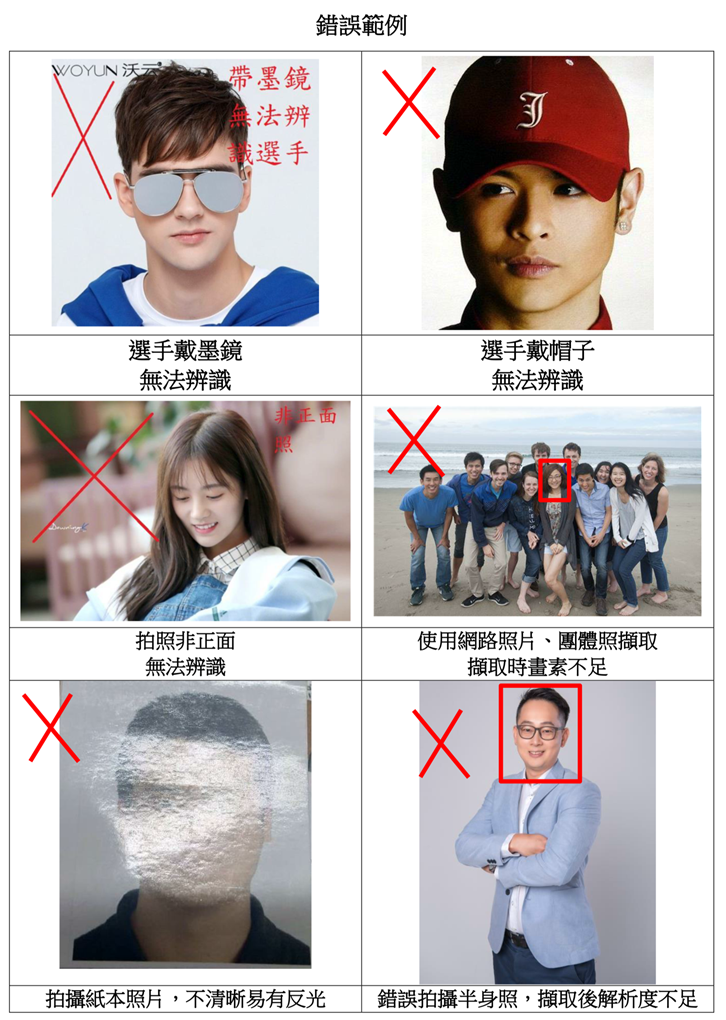 錯誤範例
WOYUN 沃云
帶墨鏡
無法辨
識選手
選手戴墨鏡
無法辨識
選手戴帽子
無法辨識
非正面
照
拍照非正面
無法辨識
使用網路照片、團體照擷取
擷取時畫素不足
拍攝紙本照片，不清晰易有反光
錯誤拍攝半身照，擷取後解析度不足